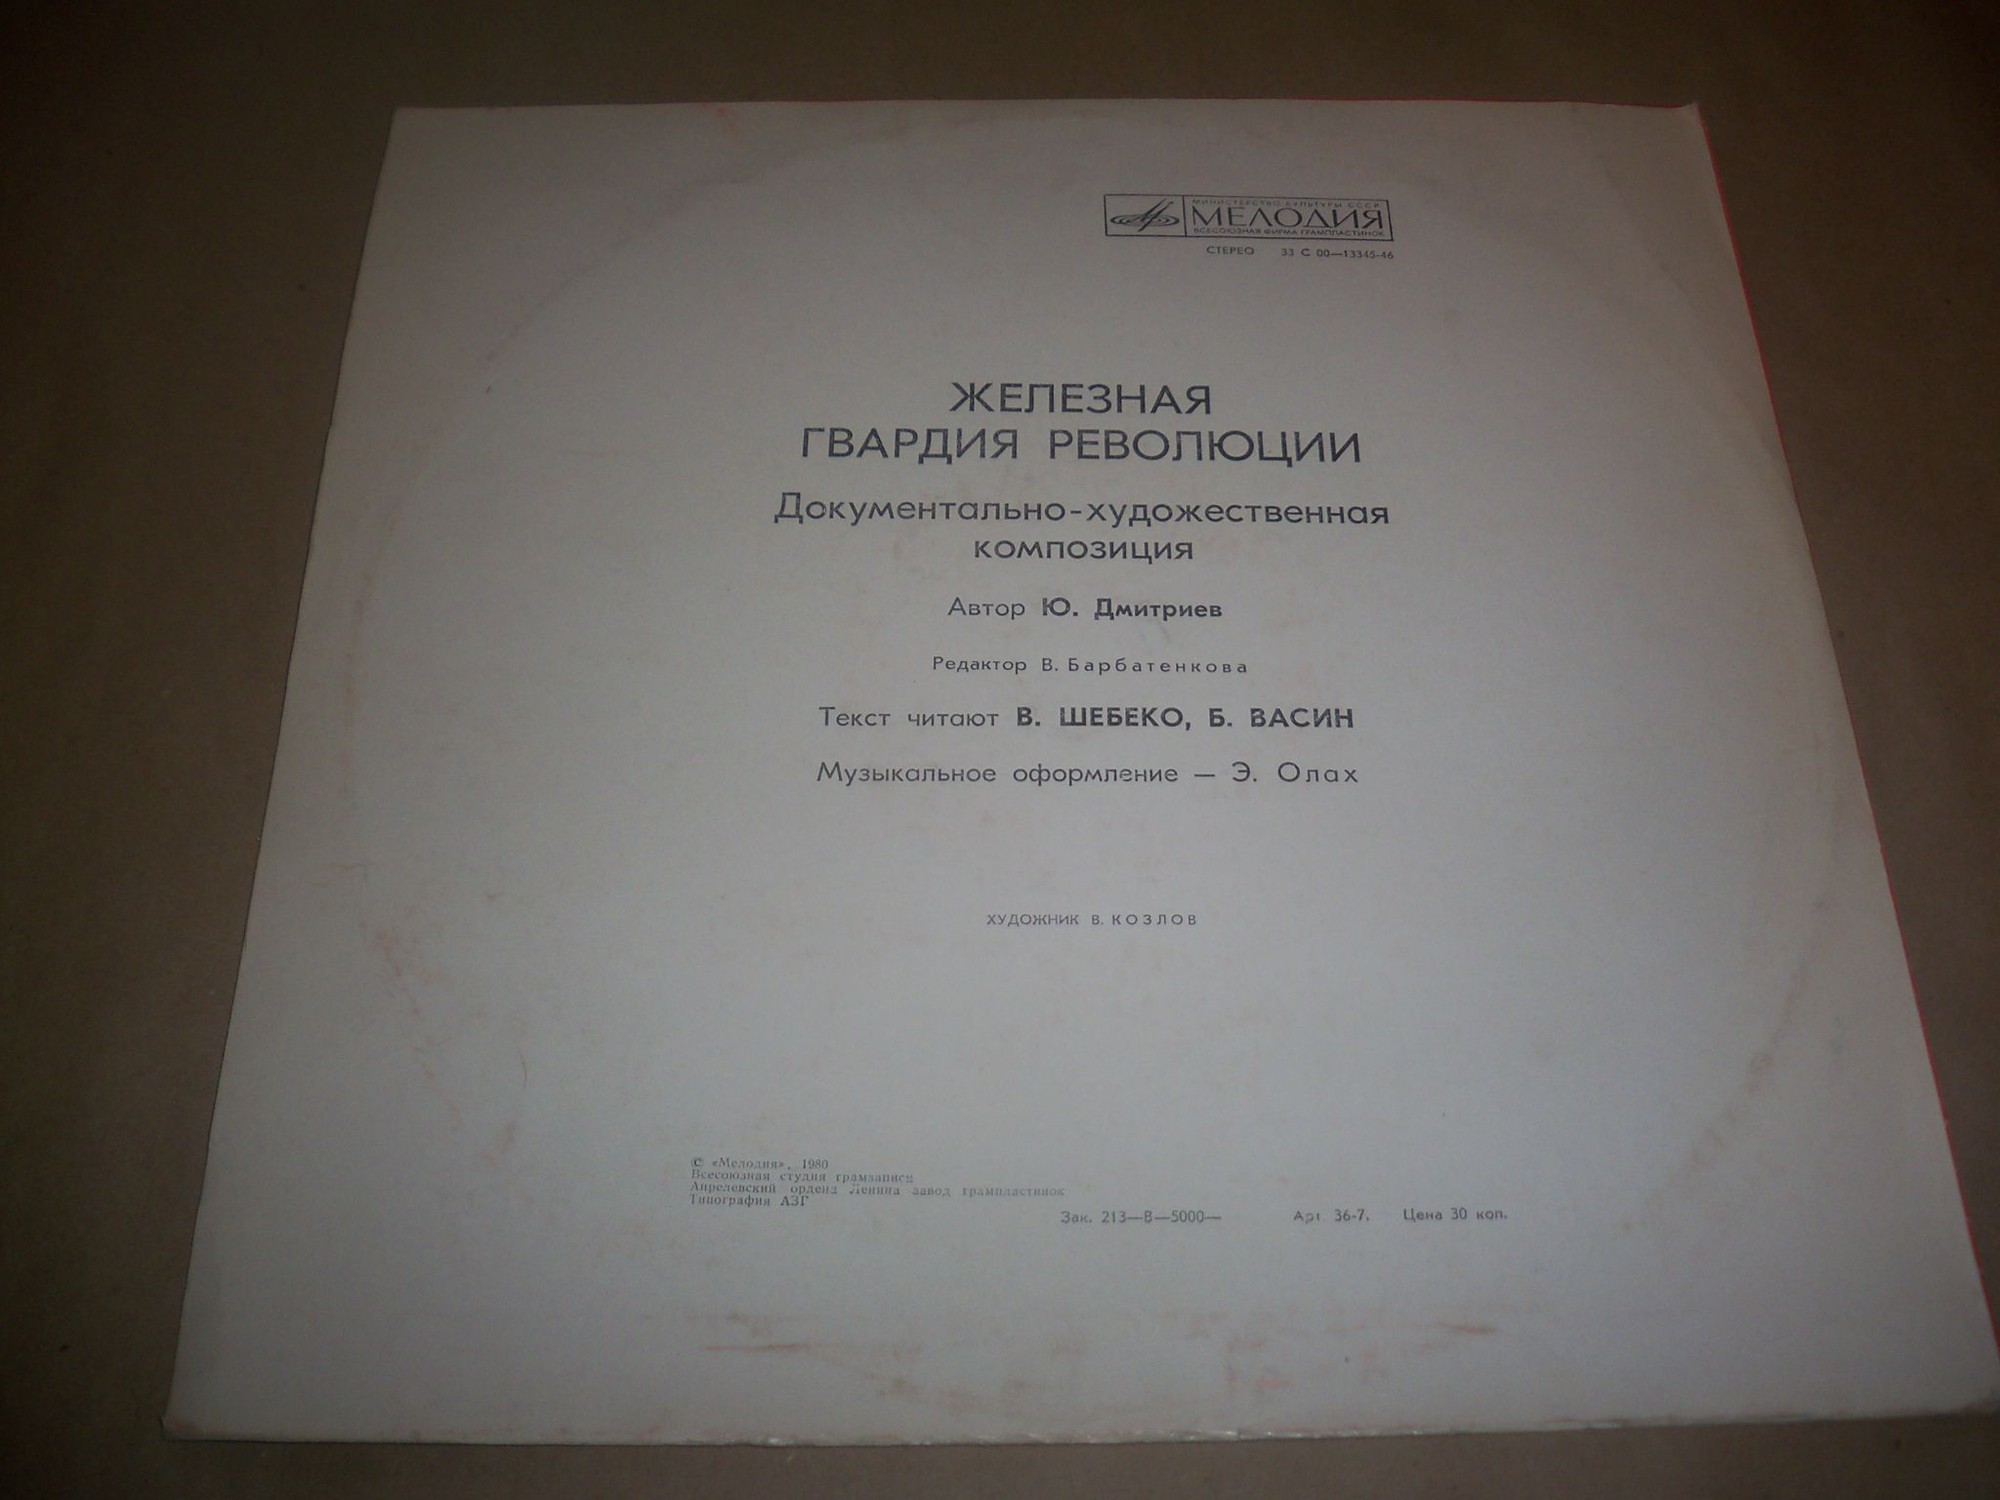 МИНИСТЕРСТВО КУЛЬТУРЫ СССР
МЕЛОДИЯ
ВСЕСОЮЗНАЯ ФИРМА ГРАМПЛАСТИНОК
СТЕРЕО 33 С 00—13345-46
ЖЕЛЕЗНАЯ
ГВАРДИЯ РЕВОЛЮЦИИ
Документально-художественная
композиция
Автор Ю. Дмитриев
Редактор В. Барбатенкова
Текст читают В. ШЕБЕКО, Б. ВАСИН
Музыкальное оформление — Э. Олах
ХУДОЖНИК В. КОЗЛОВ
© «Мелодия», 1980
Всесоюзная студия грамзаписи
Апрелевский ордена Ленина завод грампластинок
Типография АЗГ
Зак. 213—В—5000— Арт. 36-7. Цена 30 коп.